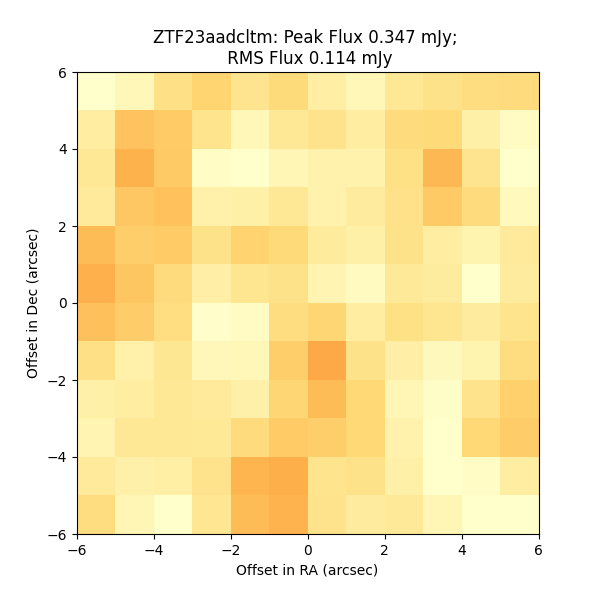 ZTF23aadcltm: Peak Flux 0.347 mJy;
RMS Flux 0.114 mJy
6
4
2
0
−2
−4
−6
Offset in Dec (arcsec)
−6 −4 −2 0 2 4 6
Offset in RA (arcsec)